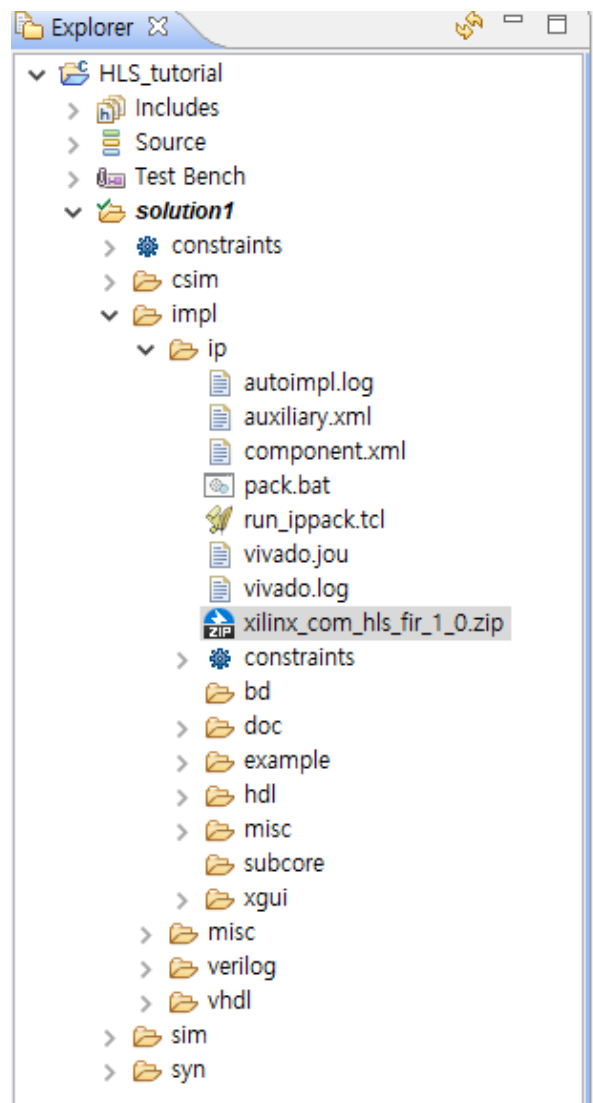 Explorer
HLS_tutorial
Includes
Source
Test Bench
solution1
constraints
csim
impl
ip
autoimpl.log
auxiliary.xml
component.xml
pack.bat
run_ippack.tcl
vivado.jou
vivado.log
xilinx_com_hls_fir_1_0.zip
constraints
bd
doc
example
hdl
misc
subcore
xgui
misc
verilog
vhdl
sim
syn